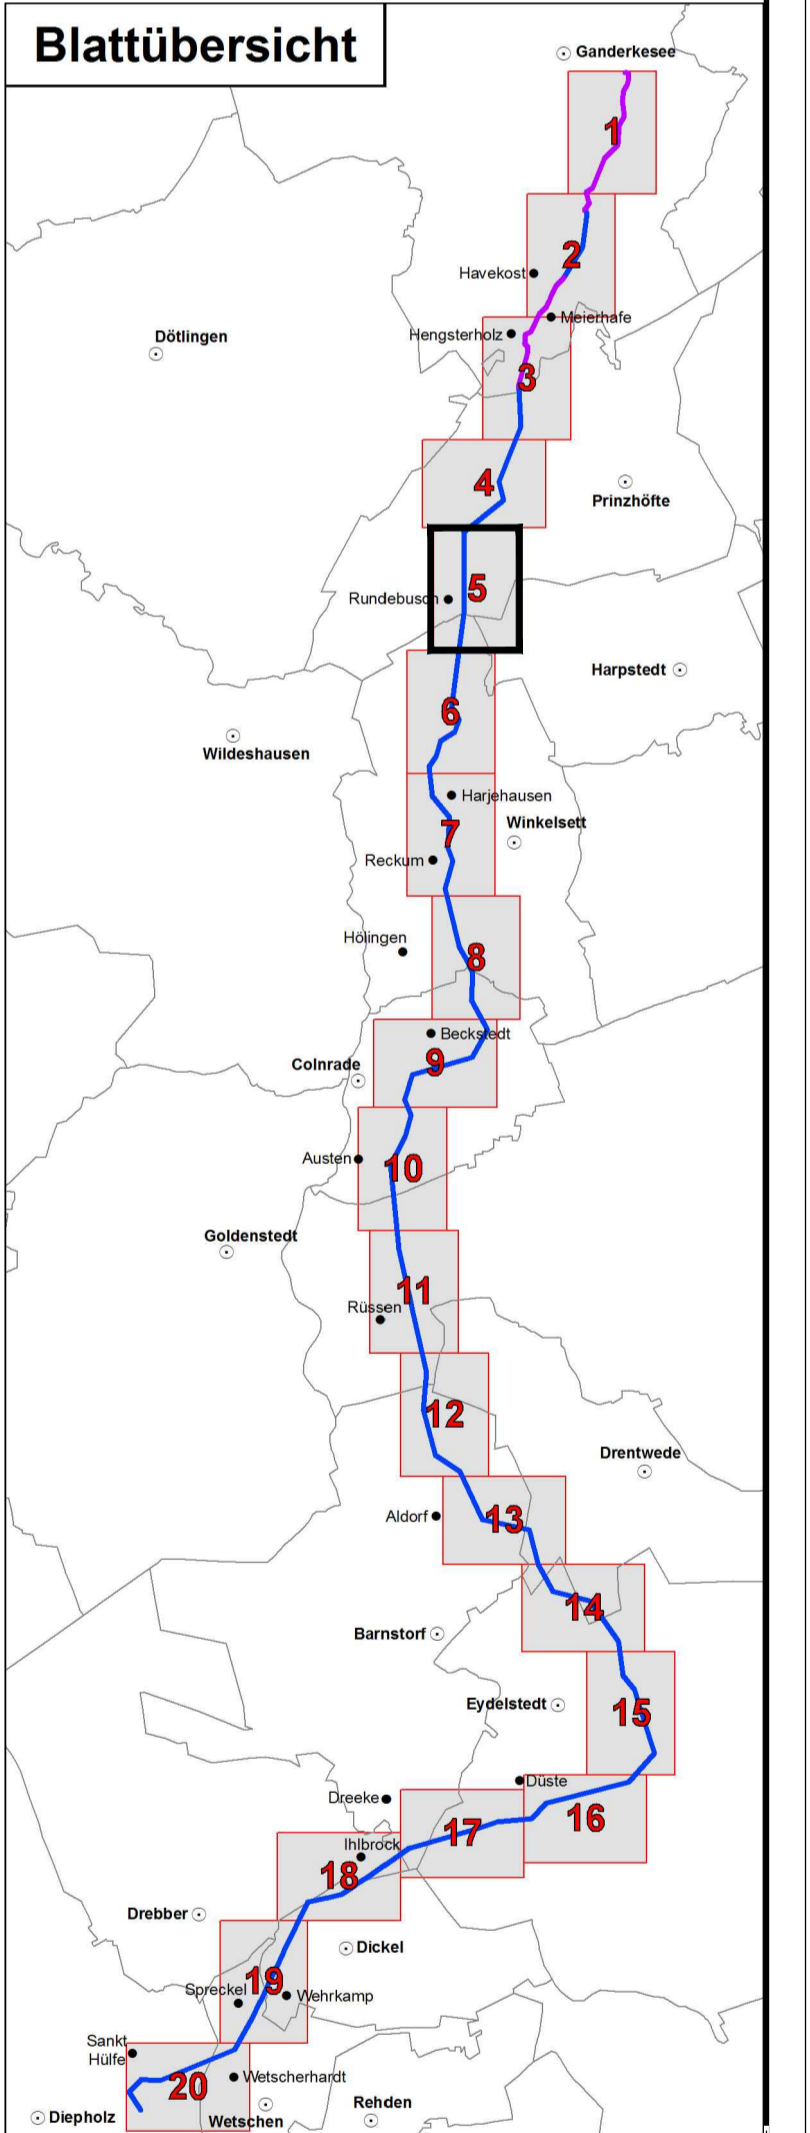 Blattübersicht
Ganderkesee
1
2
Havekost
Meierhafe
Hengsterholz
Dötlingen
3
4
Prinzhöfte
5
Rundebusch
Harpstedt
6
Wildeshausen
Harjehausen
Winkelsett
7
Reckum
Hölingen
8
Beckstedt
9
Colnrade
Austen
10
Goldenstedt
11
Rüssen
12
Drentwede
Aldorf
13
14
Barnstorf
Eydelstedt
15
Düste
Dreeke
16
17
Ihlbrock
18
Drebber
Dickel
19
Spreckel
Wehrkamp
Sankt
Hülfe
Wetscherhardt
20
Rehden
Diepholz
Wetschen